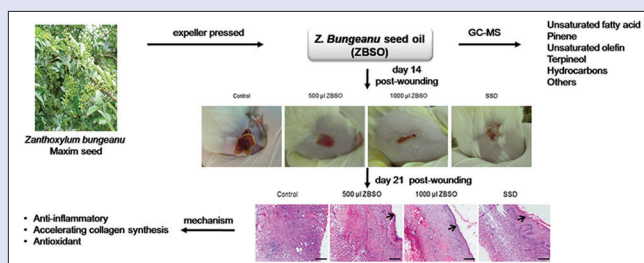 expeller pressed
Z. Bungeanu seed oil
(ZBSO)
GC-MS
Unsaturated fatty acid
Pinene
Unsaturated olefin
Terpineol
Hydrocarbons
Others
day 14
post-wounding
Control
500 µl ZBSO
1000 µl ZBSO
SSD
Zanthoxylum bungeanu
Maxim seed
day 21 post-wounding
Control
500 µl ZBSO
1000 µl ZBSO
SSD
mechanism
• Anti-inflammatory
• Accelerating collagen synthesis
• Antioxidant